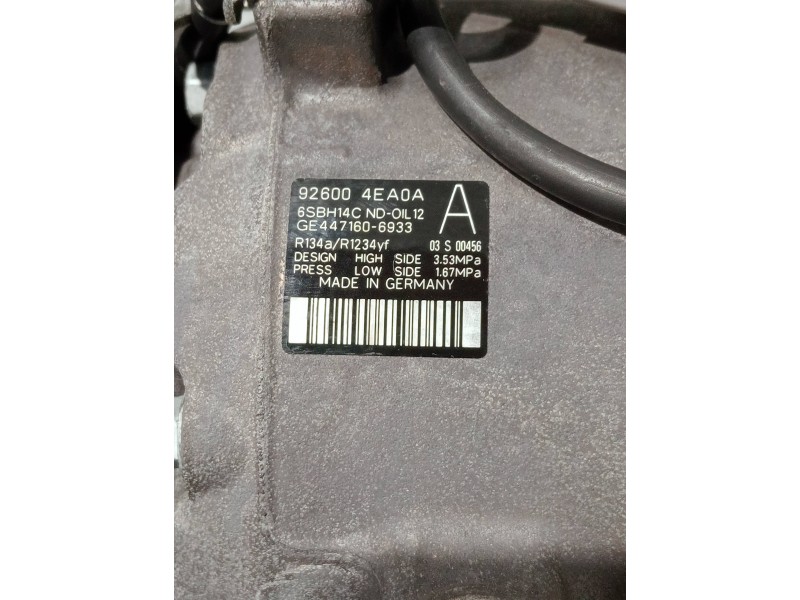 92600 4EA0A
A
6SBH14C ND-OIL12
GE447160-6933
R134a/R1234yf 03 S 00456
DESIGN HIGH SIDE 3.53MPa
PRESS LOW SIDE 1.67MPa
MADE IN GERMANY